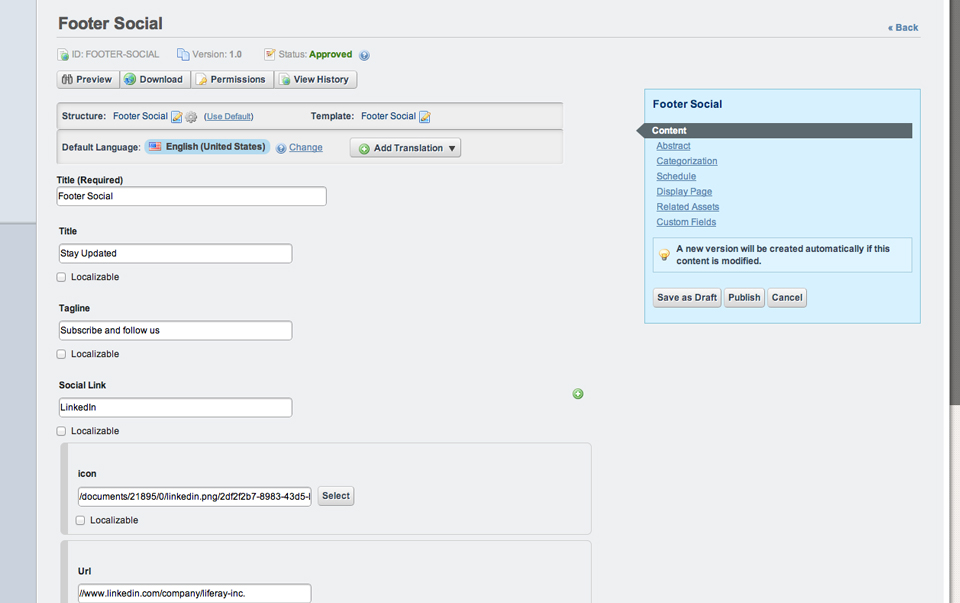 Footer Social
« Back
ID: FOOTER-SOCIAL Version: 1.0 Status: Approved
Preview Download Permissions View History
Structure: Footer Social (Use Default) Template: Footer Social
Default Language: English (United States) Change Add Translation
Title (Required)
Footer Social
Title
Stay Updated
Localizable
Tagline
Subscribe and follow us
Localizable
Social Link
LinkedIn
Localizable
icon
/documents/21895/0/linkedin.png/2df2f2b7-8983-43d5- Select
Localizable
Url
//www.linkedin.com/company/liferay-inc.
Footer Social
Content
Abstract
Categorization
Schedule
Display Page
Related Assets
Custom Fields
A new version will be created automatically if this
content is modified.
Save as Draft Publish Cancel